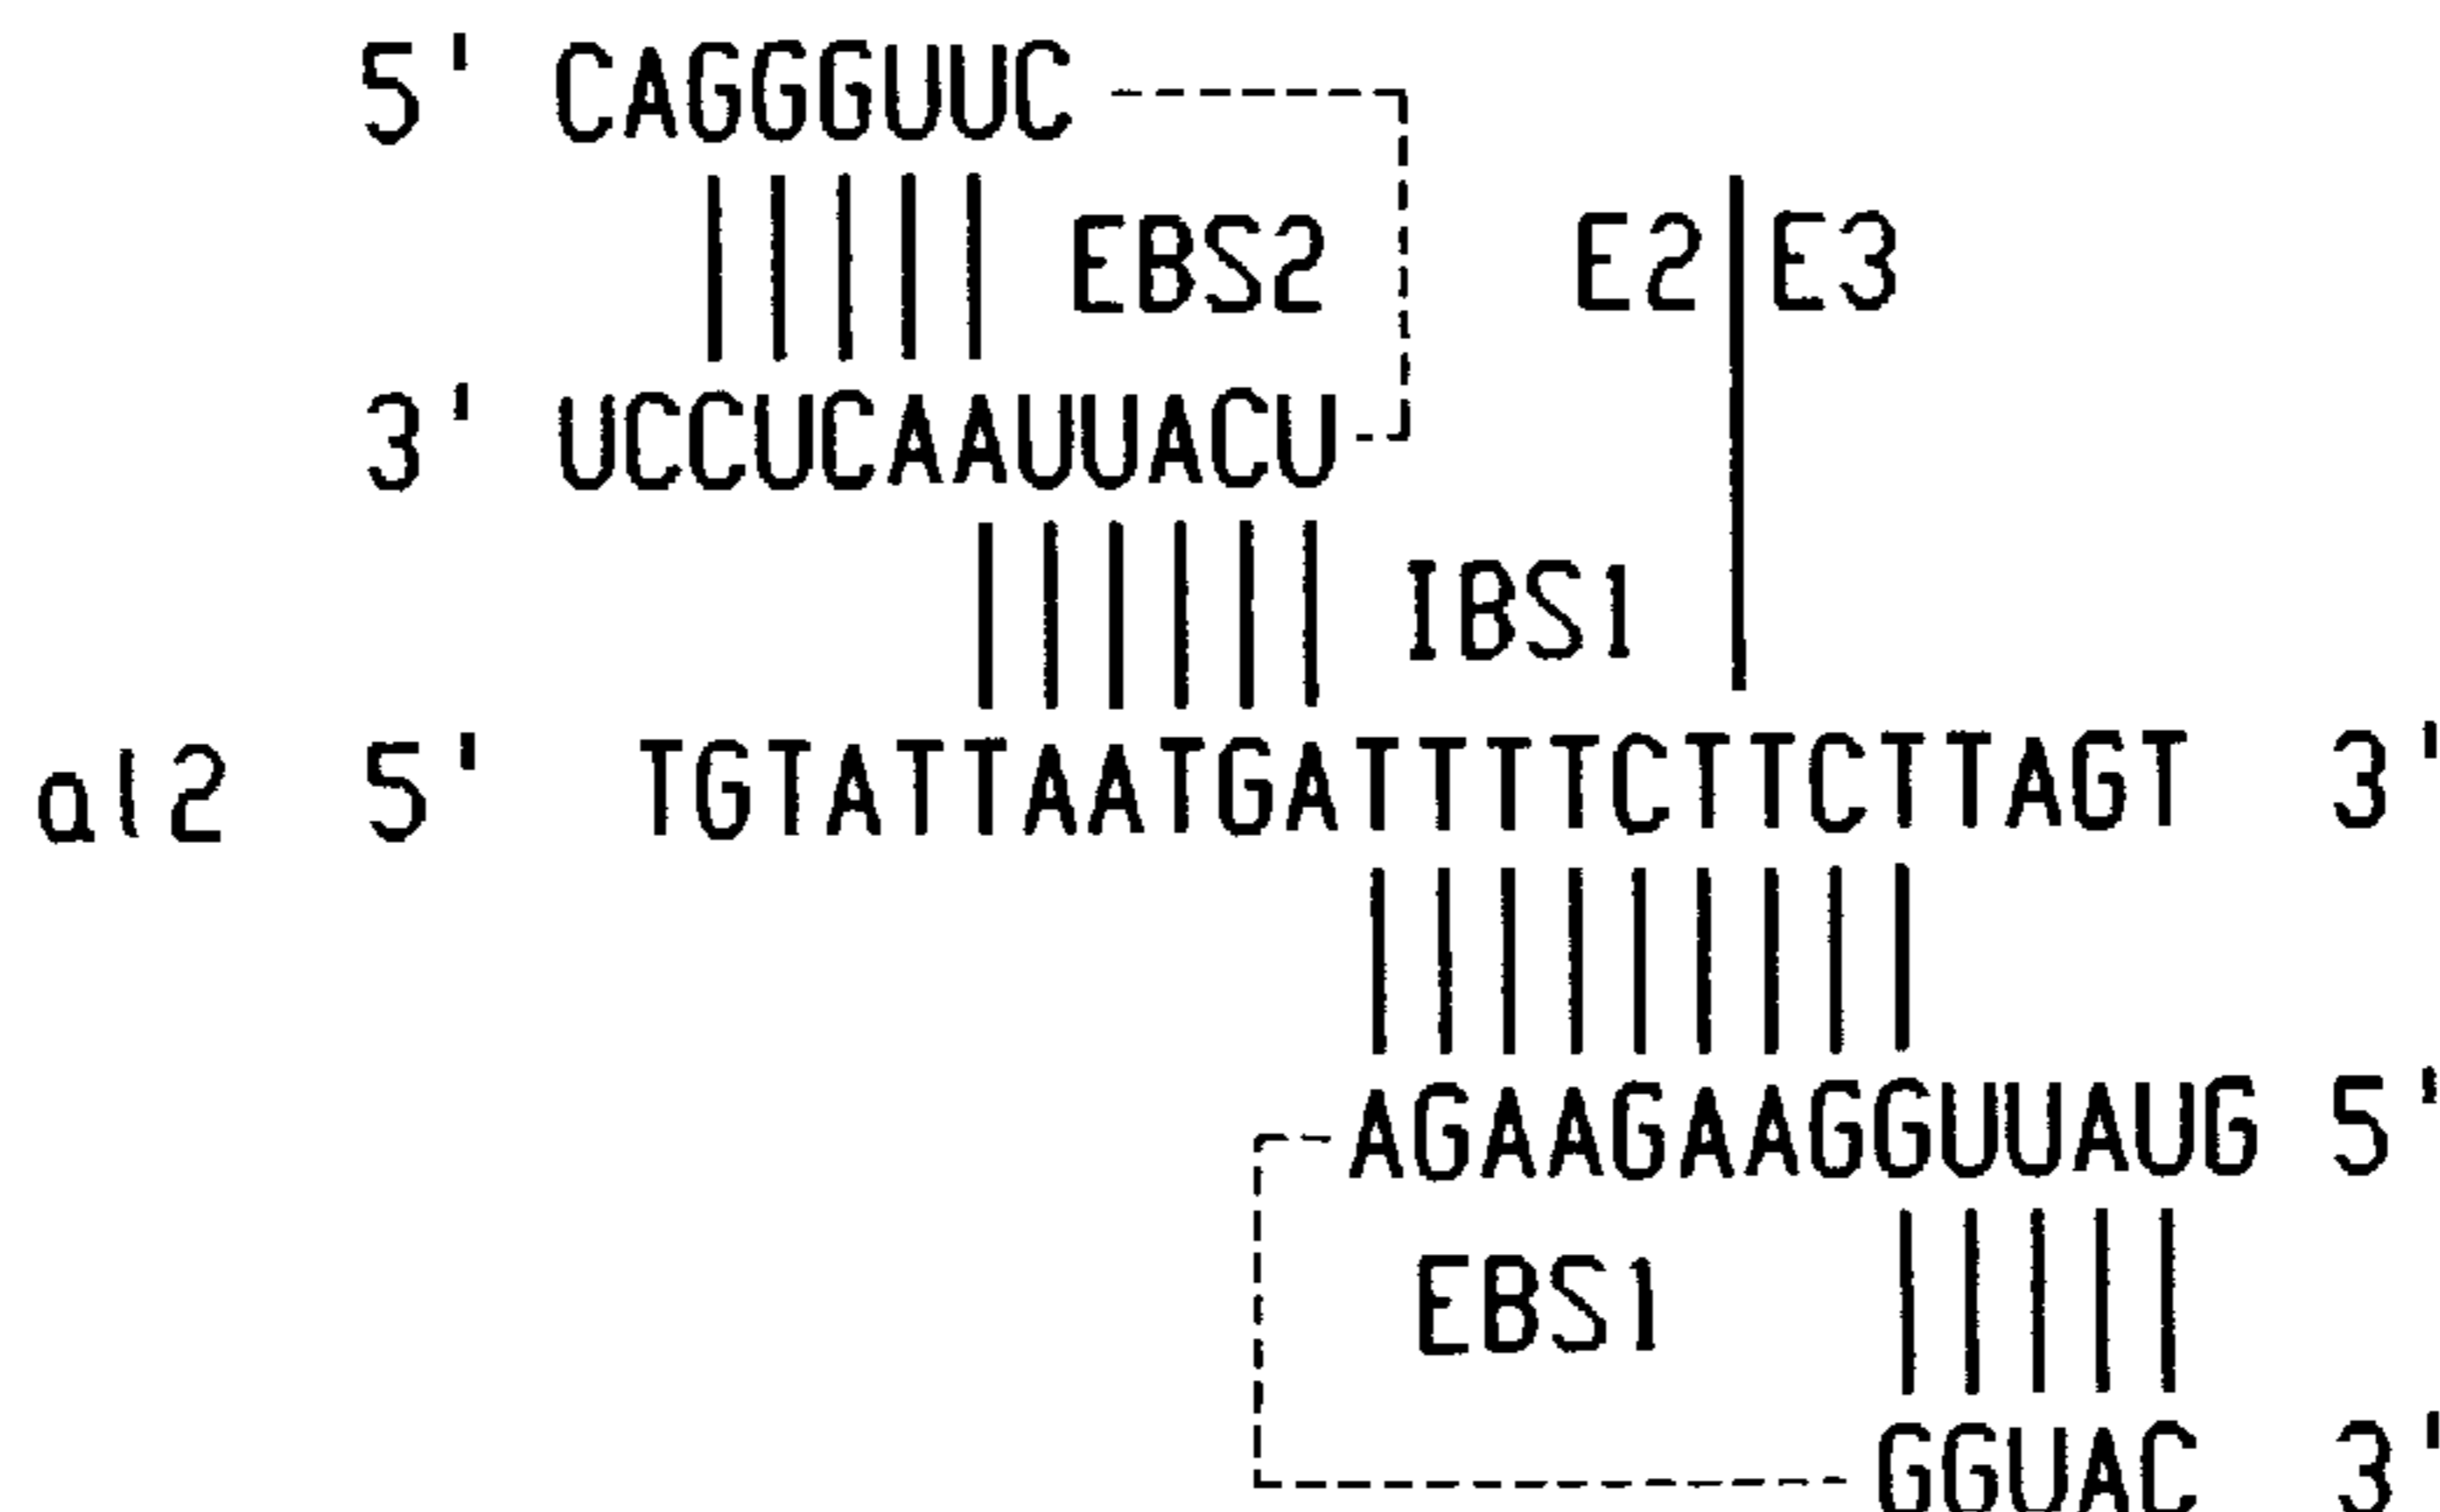 5' CAGGGUUC
EBS2 E2 E3
3' UCCUCAAUUACU
IBS1
al2 5' TGTATTAATGATTTTCTTCTTAGT 3'
AGAAGAAGGUUAUG 5'
EBS1
GGUAC 3'